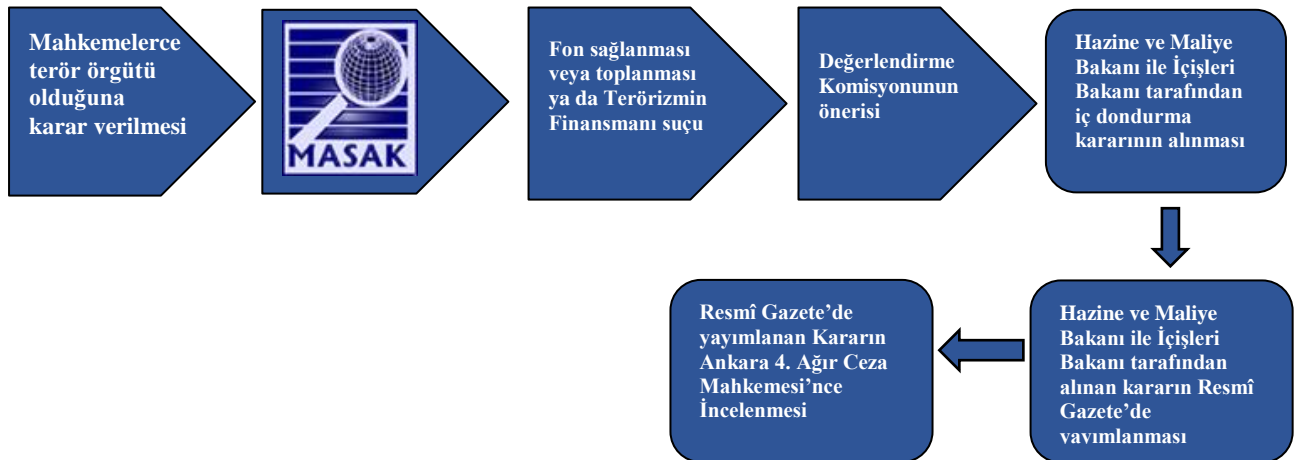 Mahkemelerce
terör örgütü
olduğuna
karar verilmesi
MASAK
Fon sağlanması
veya toplanması
ya da Terörizmin
Finansmanı suçu
Değerlendirme
Komisyonunun
önerisi
Hazine ve Maliye
Bakanı ile İçişleri
Bakanı tarafından
iç dondurma
kararının alınması
Hazine ve Maliye
Bakanı ile İçişleri
Bakanı tarafından
alınan kararın Resmî
Gazete’de
yayımlanması
Resmî Gazete’de
yayımlanan Kararın
Ankara 4. Ağır Ceza
Mahkemesi’nce
İncelenmesi